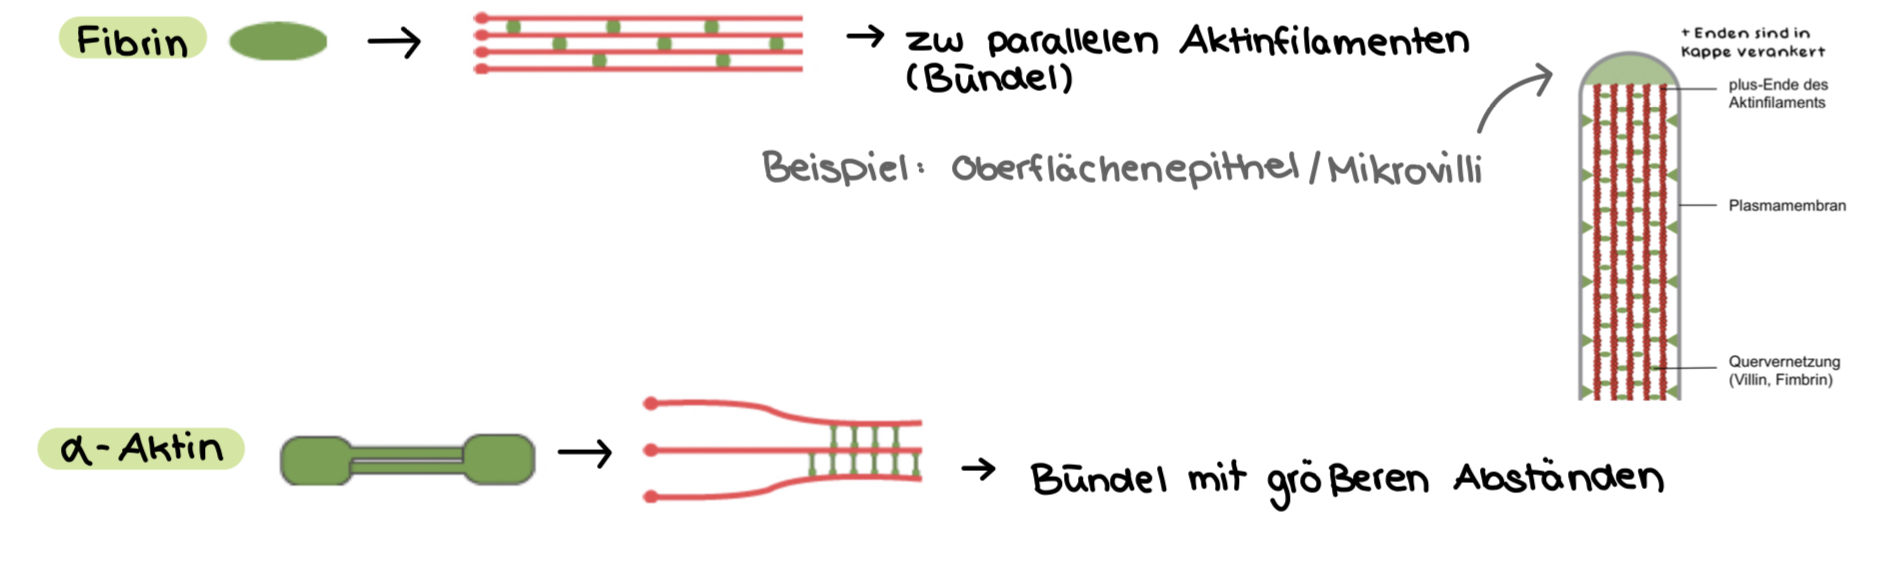 Fibrin
→ zw parallelen Aktinfilamenten
(Bündel)
Beispiel: Oberflächenepithel/Mikrovilli
+ Enden sind in
Kappe verankert
plus-Ende des
Aktinfilaments
Plasmamembran
Quervernetzung
(Villin, Fimbrin)
α-Aktin
→ Bündel mit größeren Abständen